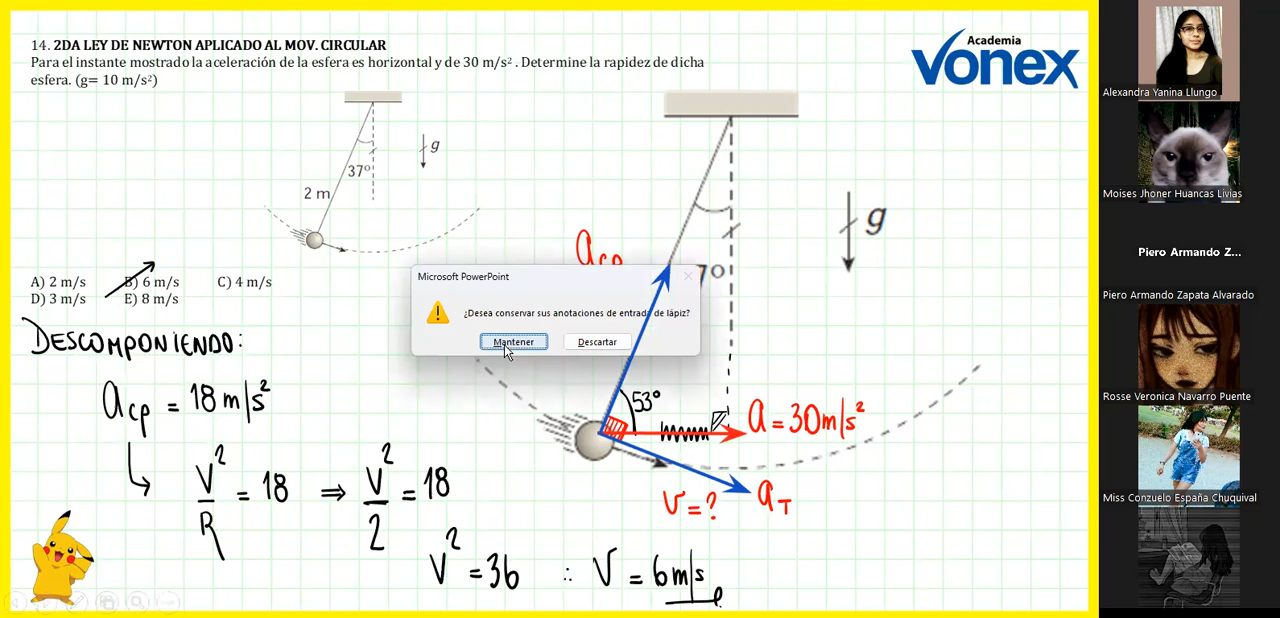 14. 2DA LEY DE NEWTON APLICADO AL MOV. CIRCULAR
Para el instante mostrado la aceleración de la esfera es horizontal y de 30 m/s² . Determine la rapidez de dicha
esfera. (g= 10 m/s²)
Academia
Vonex
37°
g
2 m
A) 2 m/s
B) 6 m/s
C) 4 m/s
D) 3 m/s
E) 8 m/s
g
a_cp
7°
Microsoft PowerPoint
¿Desea conservar sus anotaciones de entrada de lápiz?
Mantener
Descartar
DESCOMPONIENDO:
a_cp = 18 m/s²
V²/R = 18 ⇒ V²/2 = 18
V² = 36 ∴ V = 6 m/s
53°
a = 30 m/s²
V = ?
a_T
Alexandra Yanina Llungo
Moises Jhoner Huancas Livias
Piero Armando Z...
Piero Armando Zapata Alvarado
Rosse Veronica Navarro Puente
Miss Conzuelo España Chuquival